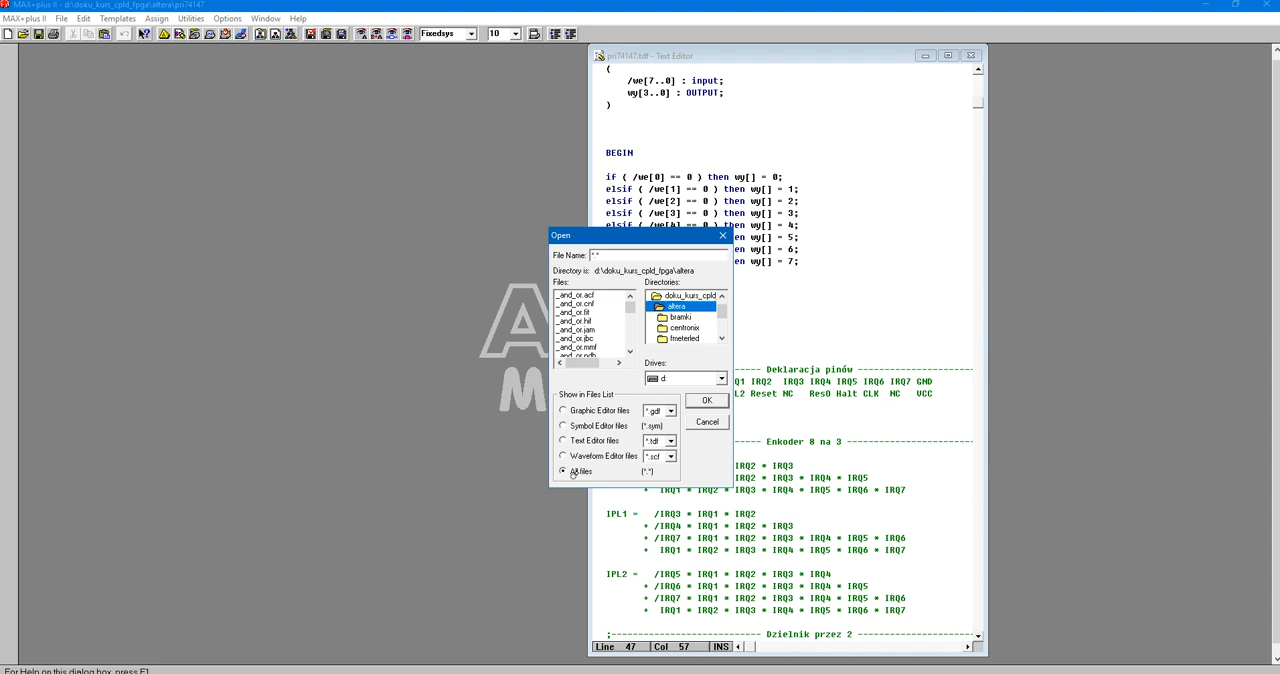 MAX+plus II - d:\doku_kurs_cpld_fpga\altera\pri74147
MAX+plus II File Edit Templates Assign Utilities Options Window Help
Fixedsys 10
pri74147.tdf - Text Editor
(
/we[7..0] : input;
wy[3..0] : OUTPUT;
)
BEGIN
if ( /we[0] == 0 ) then wy[] = 0;
elsif ( /we[1] == 0 ) then wy[] = 1;
elsif ( /we[2] == 0 ) then wy[] = 2;
elsif ( /we[3] == 0 ) then wy[] = 3;
elsif ( /we[4] == 0 ) then wy[] = 4;
en wy[] = 5;
en wy[] = 6;
en wy[] = 7;
Open
File Name: *.*
Directory is: d:\doku_kurs_cpld_fpga\altera
Files:
_and_or.acf
_and_or.cnf
_and_or.fit
_and_or.hif
_and_or.jam
_and_or.jbc
_and_or.mmf
_and_or.ndb
Directories:
doku_kurs_cpld
altera
bramki
centronix
fmeterled
Drives:
d:
Show in Files List
Graphic Editor files *.gdf
Symbol Editor files (*.sym)
Text Editor files *.tdf
Waveform Editor files *.scf
All files (*.*)
OK
Cancel
A
M
----- Deklaracja pinów -----------------------
Q1 IRQ2 IRQ3 IRQ4 IRQ5 IRQ6 IRQ7 GND
L2 Reset NC ResO Halt CLK NC VCC
----- Enkoder 8 na 3 -------------------------
IRQ2 * IRQ3
IRQ2 * IRQ3 * IRQ4 * IRQ5
+ IRQ1 * IRQ2 * IRQ3 * IRQ4 * IRQ5 * IRQ6 * IRQ7
IPL1 = /IRQ3 * IRQ1 * IRQ2
+ /IRQ4 * IRQ1 * IRQ2 * IRQ3
+ /IRQ7 * IRQ1 * IRQ2 * IRQ3 * IRQ4 * IRQ5 * IRQ6
+ IRQ1 * IRQ2 * IRQ3 * IRQ4 * IRQ5 * IRQ6 * IRQ7
IPL2 = /IRQ5 * IRQ1 * IRQ2 * IRQ3 * IRQ4
+ /IRQ6 * IRQ1 * IRQ2 * IRQ3 * IRQ4 * IRQ5
+ /IRQ7 * IRQ1 * IRQ2 * IRQ3 * IRQ4 * IRQ5 * IRQ6
+ IRQ1 * IRQ2 * IRQ3 * IRQ4 * IRQ5 * IRQ6 * IRQ7
;------------------------- Dzielnik przez 2 -----------------------
Line 47 Col 57 INS
For Help on this dialog box, press F1